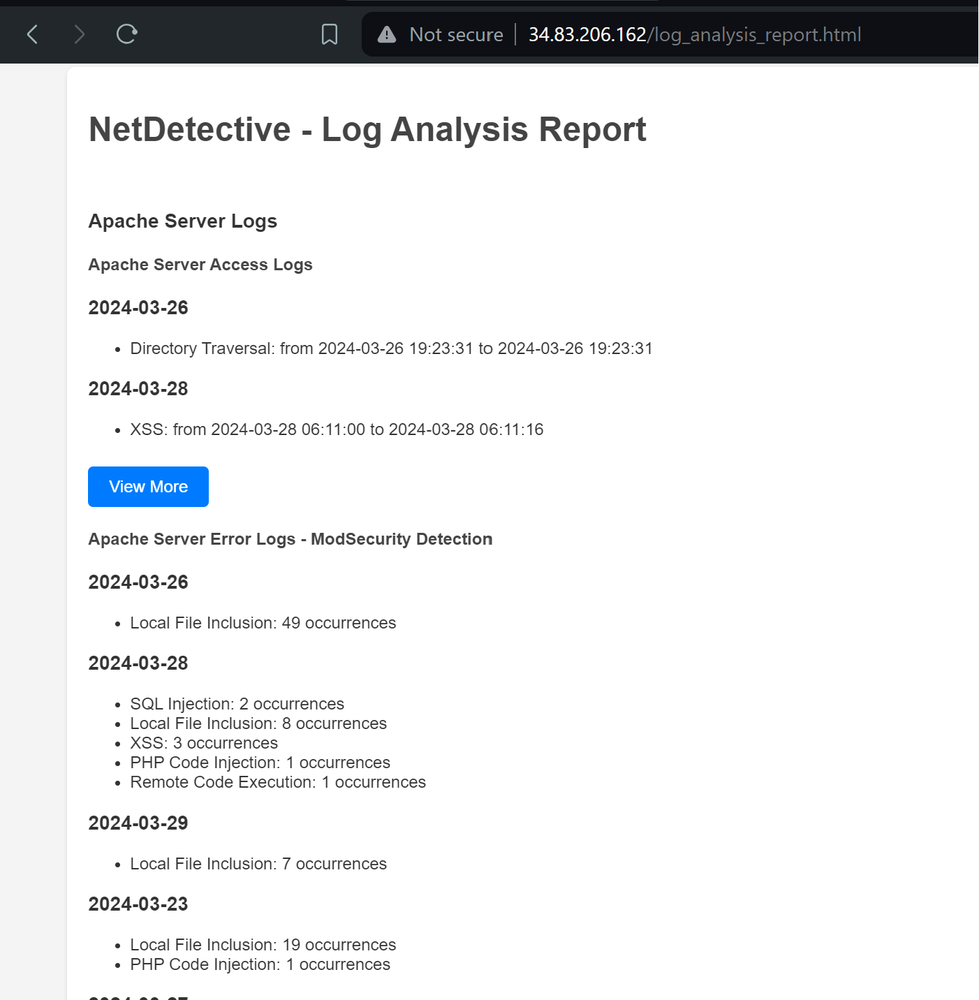 Not secure | 34.83.206.162/log_analysis_report.html
NetDetective - Log Analysis Report
Apache Server Logs
Apache Server Access Logs
2024-03-26
• Directory Traversal: from 2024-03-26 19:23:31 to 2024-03-26 19:23:31
2024-03-28
• XSS: from 2024-03-28 06:11:00 to 2024-03-28 06:11:16
View More
Apache Server Error Logs - ModSecurity Detection
2024-03-26
• Local File Inclusion: 49 occurrences
2024-03-28
• SQL Injection: 2 occurrences
• Local File Inclusion: 8 occurrences
• XSS: 3 occurrences
• PHP Code Injection: 1 occurrences
• Remote Code Execution: 1 occurrences
2024-03-29
• Local File Inclusion: 7 occurrences
2024-03-23
• Local File Inclusion: 19 occurrences
• PHP Code Injection: 1 occurrences